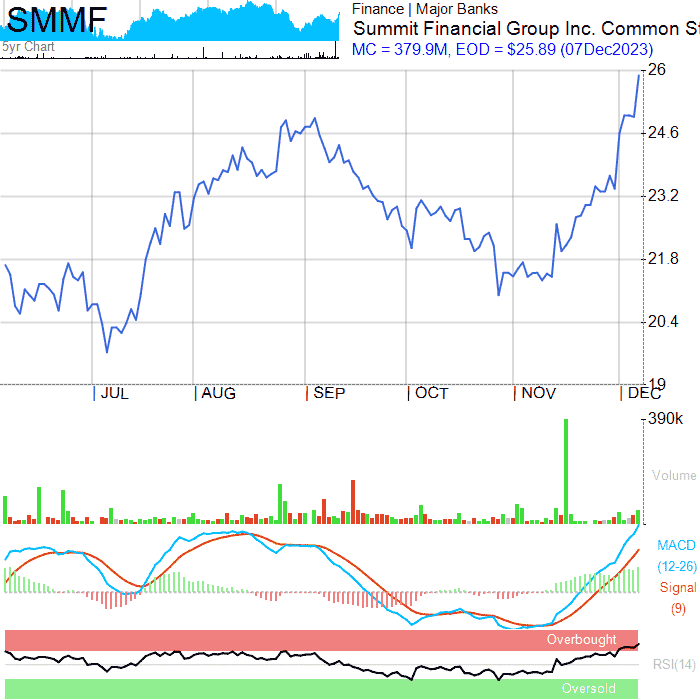 SMMF
5yr Chart
Finance | Major Banks
Summit Financial Group Inc. Common St
MC = 379.9M, EOD = $25.89 (07Dec2023)
26
24.6
23.2
21.8
20.4
19
JUL AUG SEP OCT NOV DEC
390k
Volume
MACD
(12-26)
Signal
(9)
Overbought
RSI(14)
Oversold